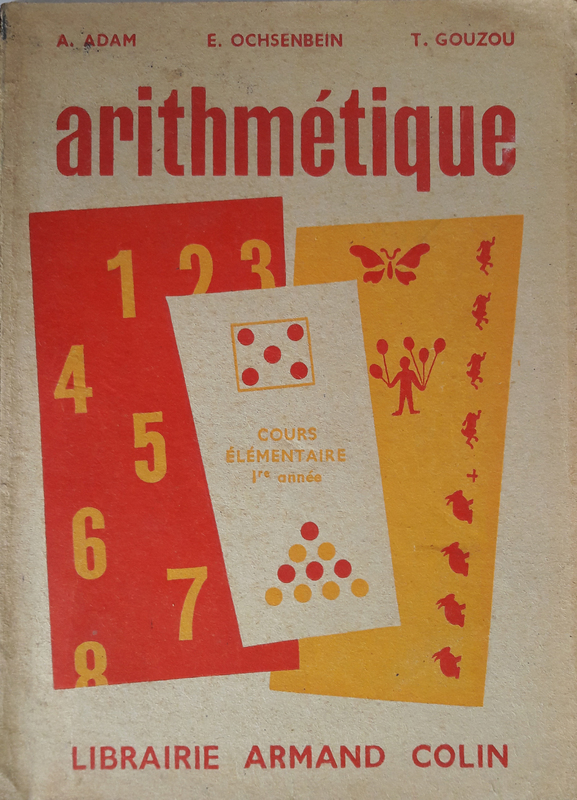 A. ADAM E. OCHSENBEIN T. GOUZOU
arithmétique
1 2 3
4
5
COURS
ÉLÉMENTAIRE
1re année
+
6
7
8
LIBRAIRIE ARMAND COLIN